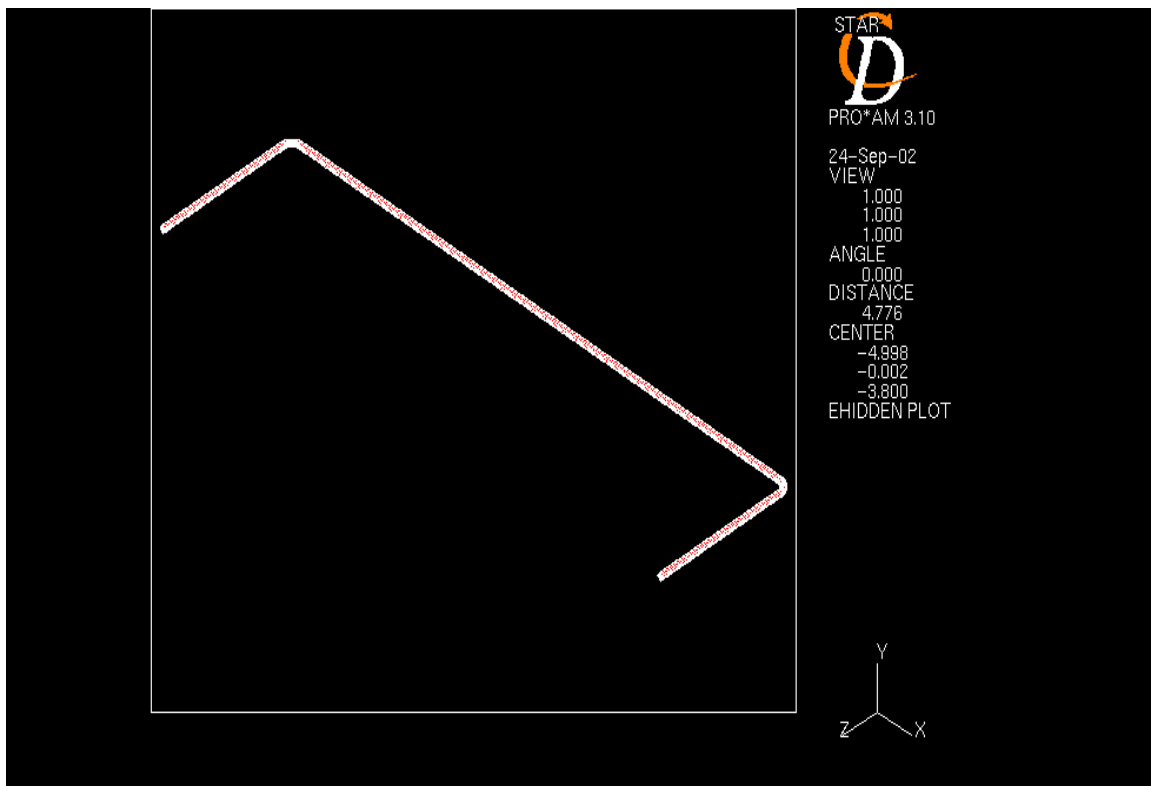 STAR
CD
PRO*AM 3.10
24-Sep-02
VIEW
1.000
1.000
1.000
ANGLE
0.000
DISTANCE
4.776
CENTER
-4.998
-0.002
-3.800
EHIDDEN PLOT
Y
Z X